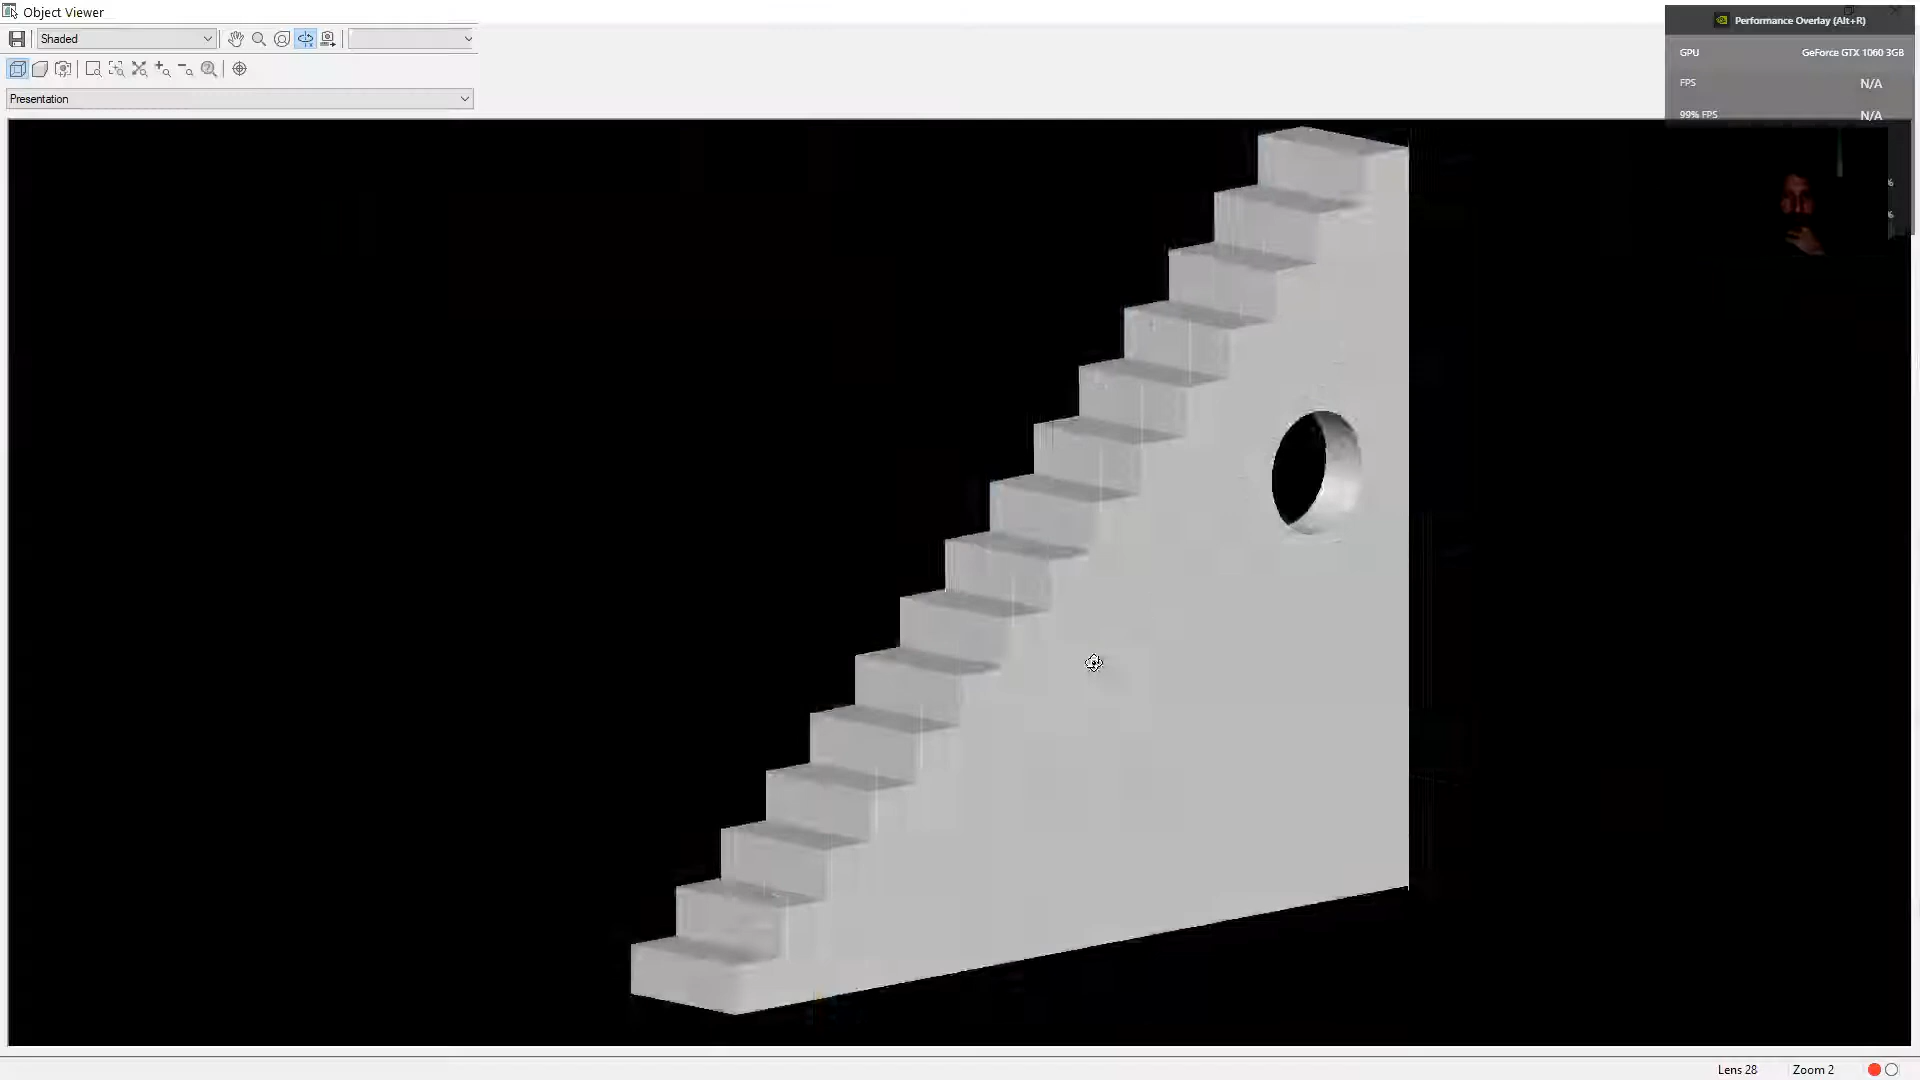 Object Viewer
Performance Overlay (Alt+R)
Shaded
GPU GeForce GTX 1060 3GB
FPS N/A
Presentation
99% FPS N/A
%
%
Lens 28 Zoom 2